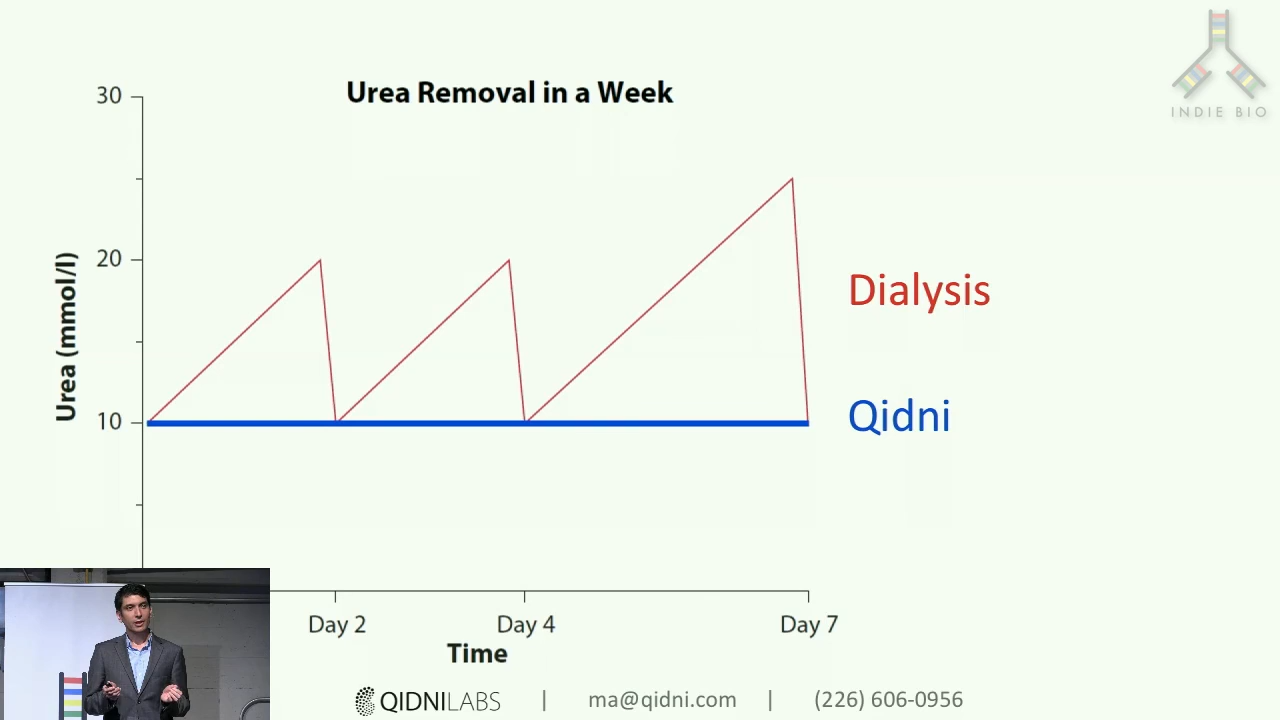 Urea Removal in a Week
INDIE BIO
30
20
10
Urea (mmol/l)
Dialysis
Qidni
Day 2
Day 4
Day 7
Time
QIDNILABS | ma@qidni.com | (226) 606-0956